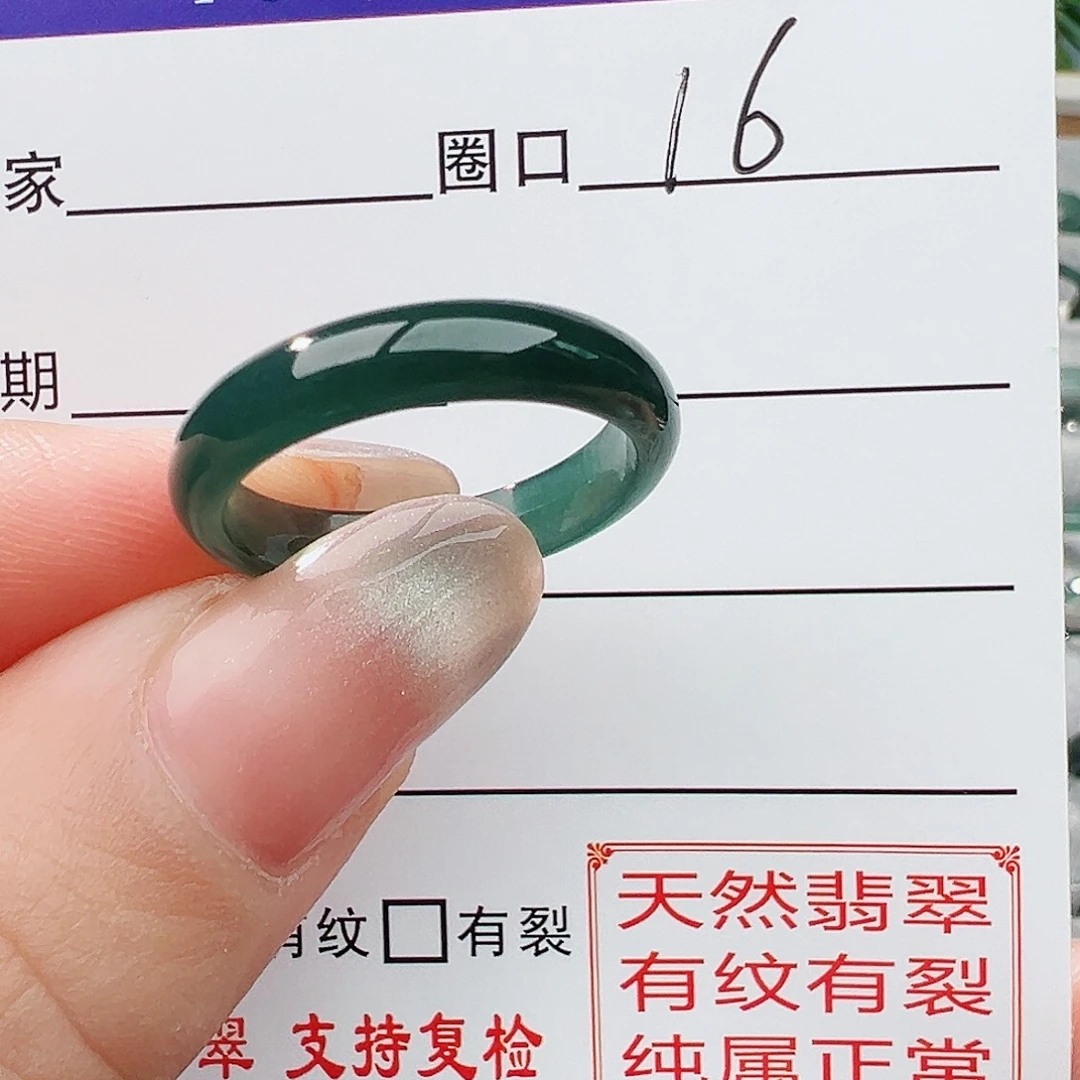 家 圈口 16
期
有纹 有裂
翠 支持复检
天然翡翠
有纹有裂
纯属正常